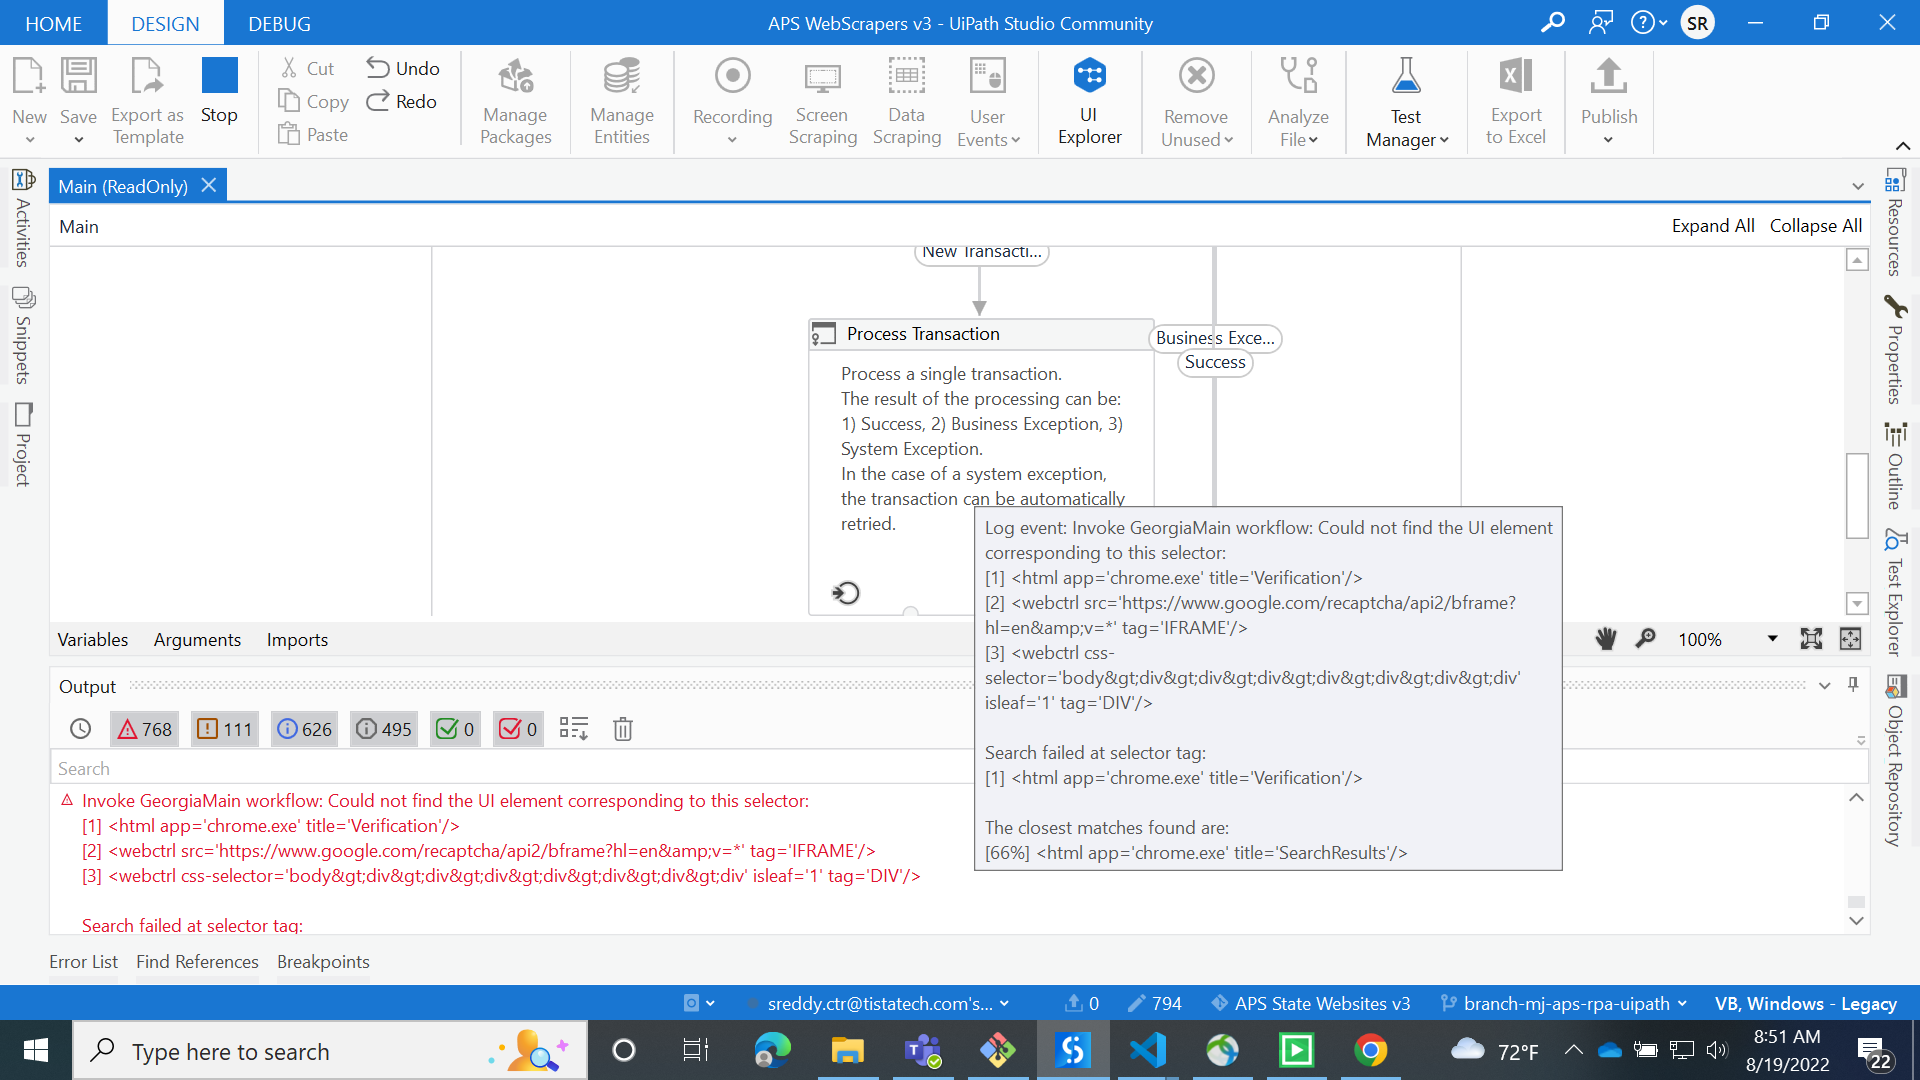 HOME
DESIGN
DEBUG
APS WebScrapers v3 - UiPath Studio Community
SR
New
Save
Export as
Template
Stop
Cut
Copy
Paste
Undo
Redo
Manage
Packages
Manage
Entities
Recording
Screen
Scraping
Data
Scraping
User
Events
UI
Explorer
Remove
Unused
Analyze
File
Test
Manager
Export
to Excel
Publish
Main (ReadOnly)
Main
Expand All
Collapse All
Activities
Snippets
Project
Resources
Properties
Outline
Test Explorer
Object Repository
New Transacti...
Process Transaction
Business Exce...
Success
Process a single transaction.
The result of the processing can be:
1) Success, 2) Business Exception, 3)
System Exception.
In the case of a system exception,
the transaction can be automatically
retried.
Log event: Invoke GeorgiaMain workflow: Could not find the UI element
corresponding to this selector:
[1] <html app='chrome.exe' title='Verification'/>
[2] <webctrl src='https://www.google.com/recaptcha/api2/bframe?
hl=en&amp;v=*' tag='IFRAME'/>
[3] <webctrl css-
selector='body&gt;div&gt;div&gt;div&gt;div&gt;div&gt;div&gt;div'
isleaf='1' tag='DIV'/>
Search failed at selector tag:
[1] <html app='chrome.exe' title='Verification'/>
The closest matches found are:
[66%] <html app='chrome.exe' title='SearchResults'/>
Variables
Arguments
Imports
100%
Output
768
111
626
495
0
0
Search
Invoke GeorgiaMain workflow: Could not find the UI element corresponding to this selector:
[1] <html app='chrome.exe' title='Verification'/>
[2] <webctrl src='https://www.google.com/recaptcha/api2/bframe?hl=en&amp;v=*' tag='IFRAME'/>
[3] <webctrl css-selector='body&gt;div&gt;div&gt;div&gt;div&gt;div&gt;div&gt;div' isleaf='1' tag='DIV'/>
Search failed at selector tag:
Error List
Find References
Breakpoints
sreddy.ctr@tistatech.com's...
0
794
APS State Websites v3
branch-mj-aps-rpa-uipath
VB, Windows - Legacy
Type here to search
72°F
8:51 AM
8/19/2022
22